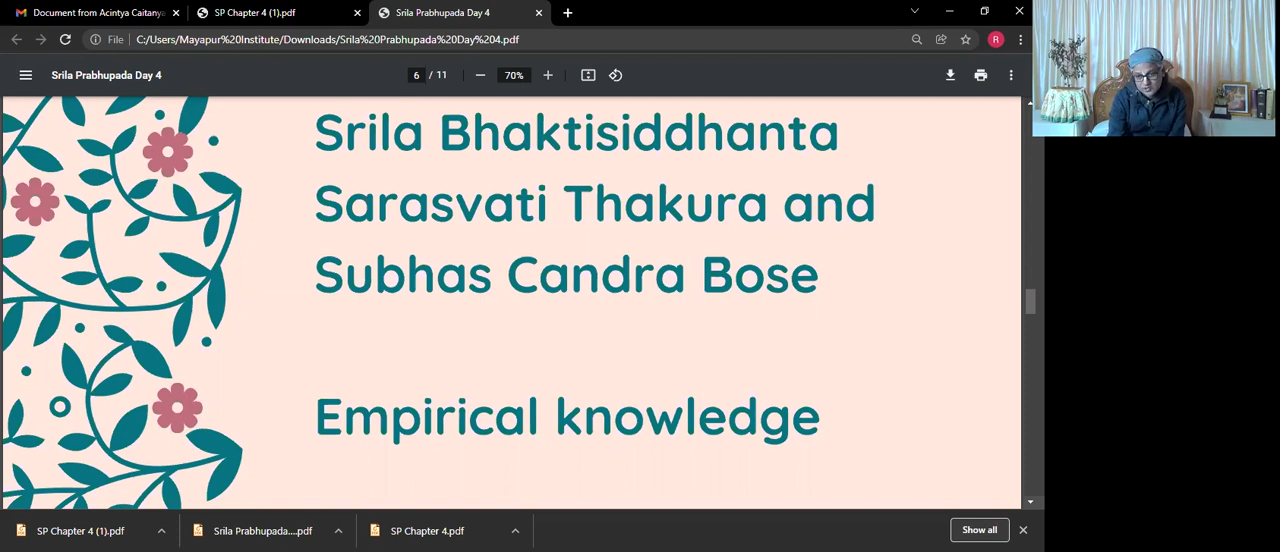 Document from Acintya Caitanya
SP Chapter 4 (1).pdf
Srila Prabhupada Day 4
File
C:/Users/Mayapur%20Institute/Downloads/Srila%20Prabhupada%20Day%204.pdf
R
Srila Prabhupada Day 4
6 / 11
70%
Srila Bhaktisiddhanta
Sarasvati Thakura and
Subhas Candra Bose
Empirical knowledge
SP Chapter 4 (1).pdf
Srila Prabhupada....pdf
SP Chapter 4.pdf
Show all